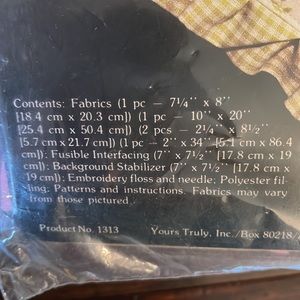 Contents: Fabrics (1 pc — 7¼'' x 8''
[18.4 cm x 20.3 cm]) (1 pc — 10'' x 20''
[25.4 cm x 50.4 cm]) (2 pcs — 2¼'' x 8½''
[5.7 cm x 21.7 cm]) (1 pc — 2'' x 34'' [5.1 cm x 86.4
cm]); Fusible Interfacing (7'' x 7½'' [17.8 cm x 19
cm]); Background Stabilizer (7'' x 7½'' [17.8 cm x
19 cm]); Embroidery floss and needle; Polyester fil-
ling; Patterns and instructions. Fabrics may vary
from those pictured.
Product No. 1313 Yours Truly, Inc./Box 80218/